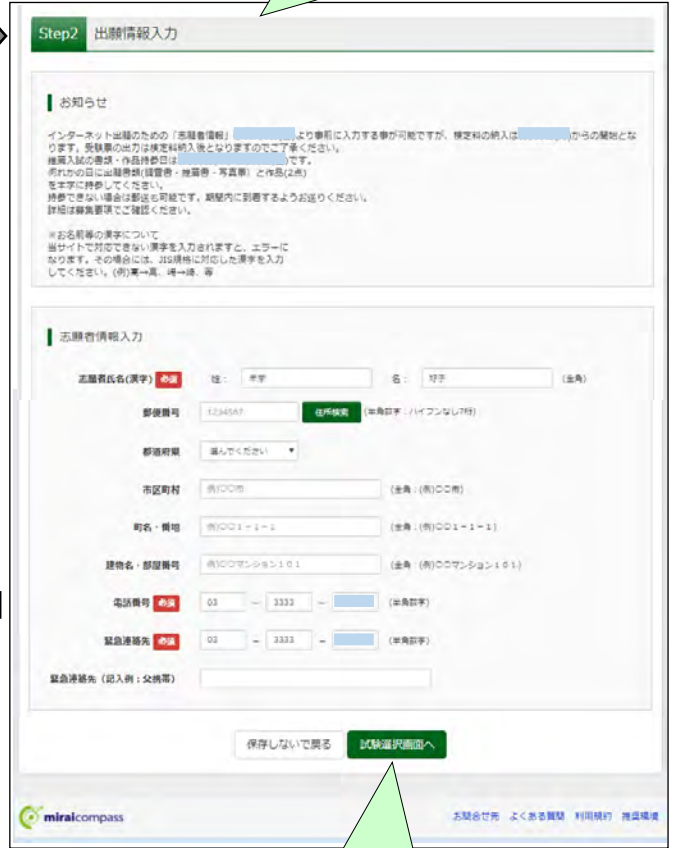 Step2 出願情報入力
お知らせ
インターネット出願のための「志願者情報」 より事前に入力する事が可能ですが、検定料の納入は からの開始とな
ります。受験票の出力は検定料納入後となりますのでご了承ください。
推薦入試の書類・作品持参日は です。
何れかの日に出願書類(調査書・推薦書・写真票) と作品(2点)
を本学に持参してください。
持参できない場合は郵送も可能です。期間内に到着するようお送りください。
詳細は募集要項でご確認ください。
※お名前等の漢字について
当サイトで対応できない漢字を入力されますと、エラーに
なります。その場合には、JIS規格に対応した漢字を入力
してください。(例)髙→高、﨑→崎、等
志願者情報入力
志願者氏名(漢字) 必須 姓: 名: 好子 (全角)
郵便番号 1234567 住所検索 (半角数字:ハイフンなし7桁)
都道府県 選んでください
市区町村 例)○○市 (全角:(例)○○市)
町名・番地 例)○○1-1-1 (全角:(例)○○1-1-1)
建物名・部屋番号 例)○○マンション101 (全角:(例)○○マンション101)
電話番号 必須 03 - 3333 - (半角数字)
緊急連絡先 必須 03 - 3333 - (半角数字)
緊急連絡先(記入例:父携帯)
保存しないで戻る 試験選択画面へ
miraicompass お問合せ先 よくある質問 利用規約 推奨環境